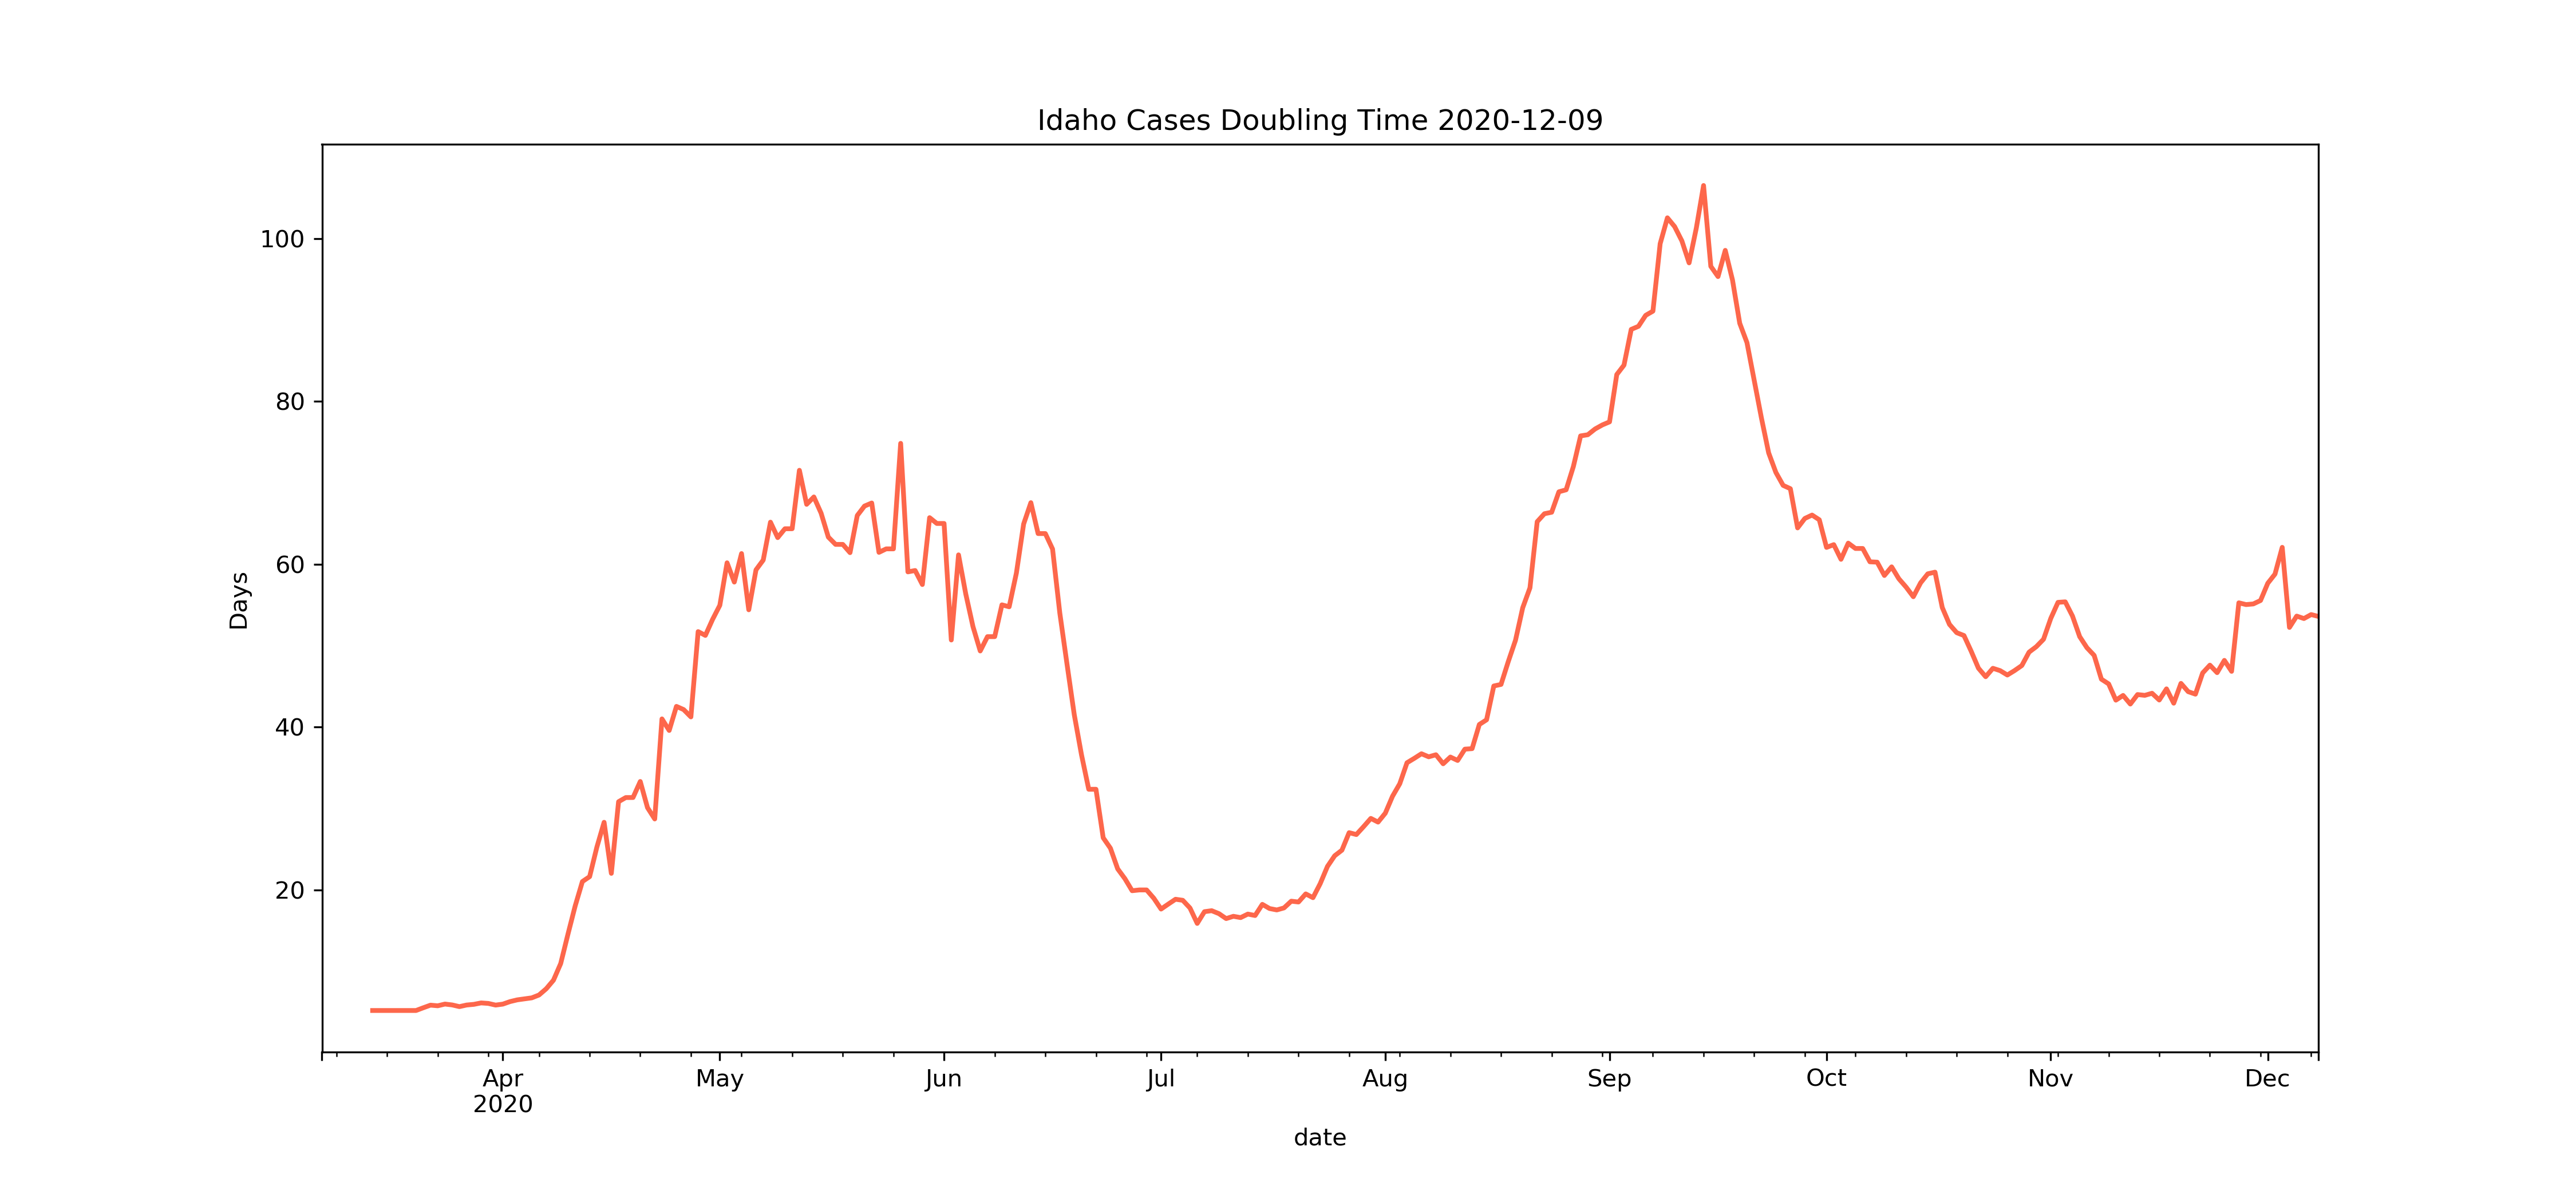 Idaho Cases Doubling Time 2020-12-09
100
80
60
40
20
Days
Apr May Jun Jul Aug Sep Oct Nov Dec
2020
date